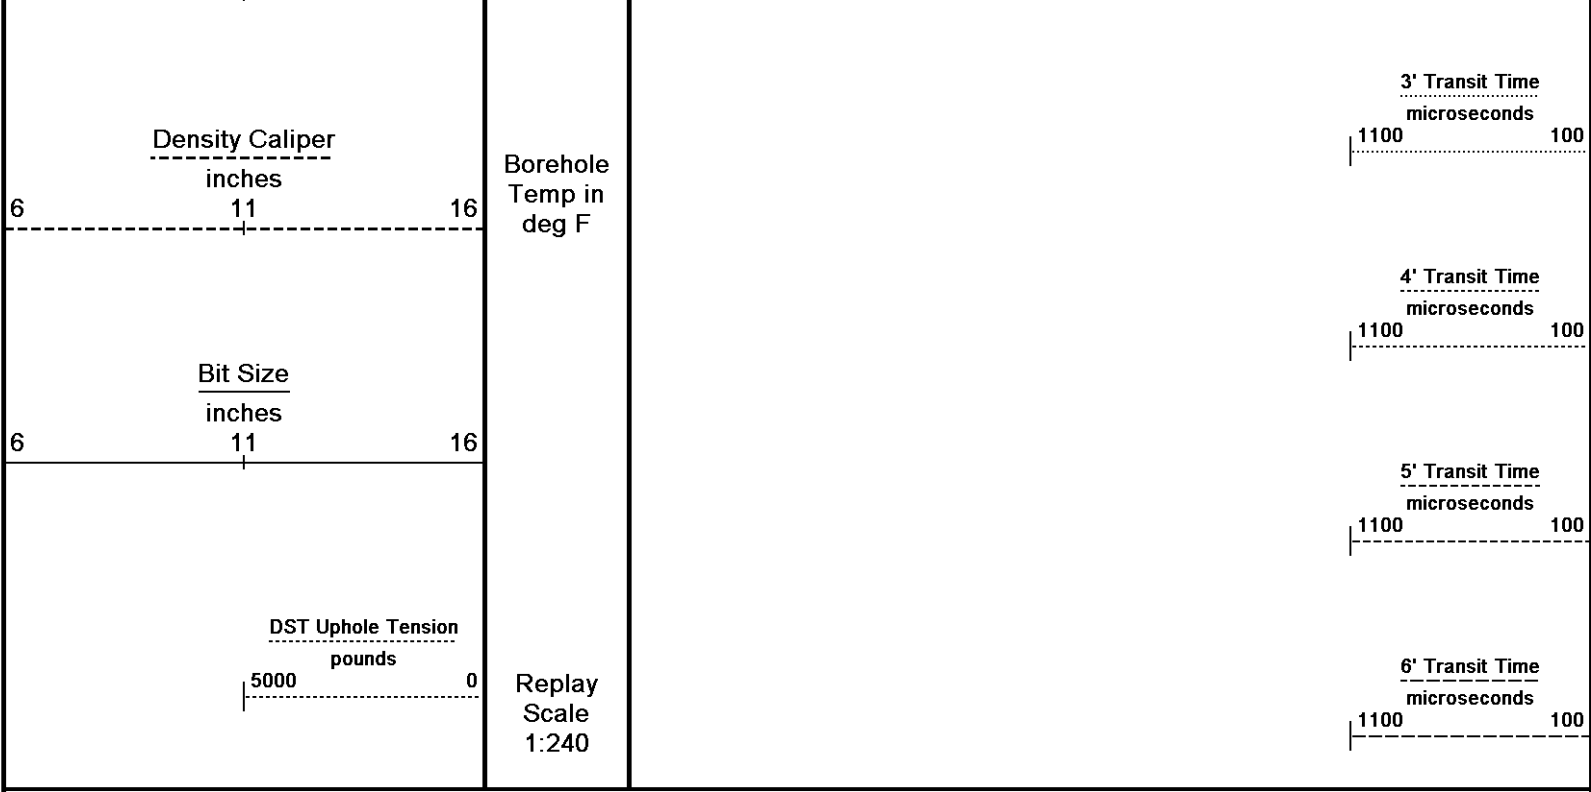 Density Caliper
inches
6 11 16
Bit Size
inches
6 11 16
DST Uphole Tension
pounds
5000 0
Borehole
Temp in
deg F
Replay
Scale
1:240
3' Transit Time
microseconds
1100 100
4' Transit Time
microseconds
1100 100
5' Transit Time
microseconds
1100 100
6' Transit Time
microseconds
1100 100